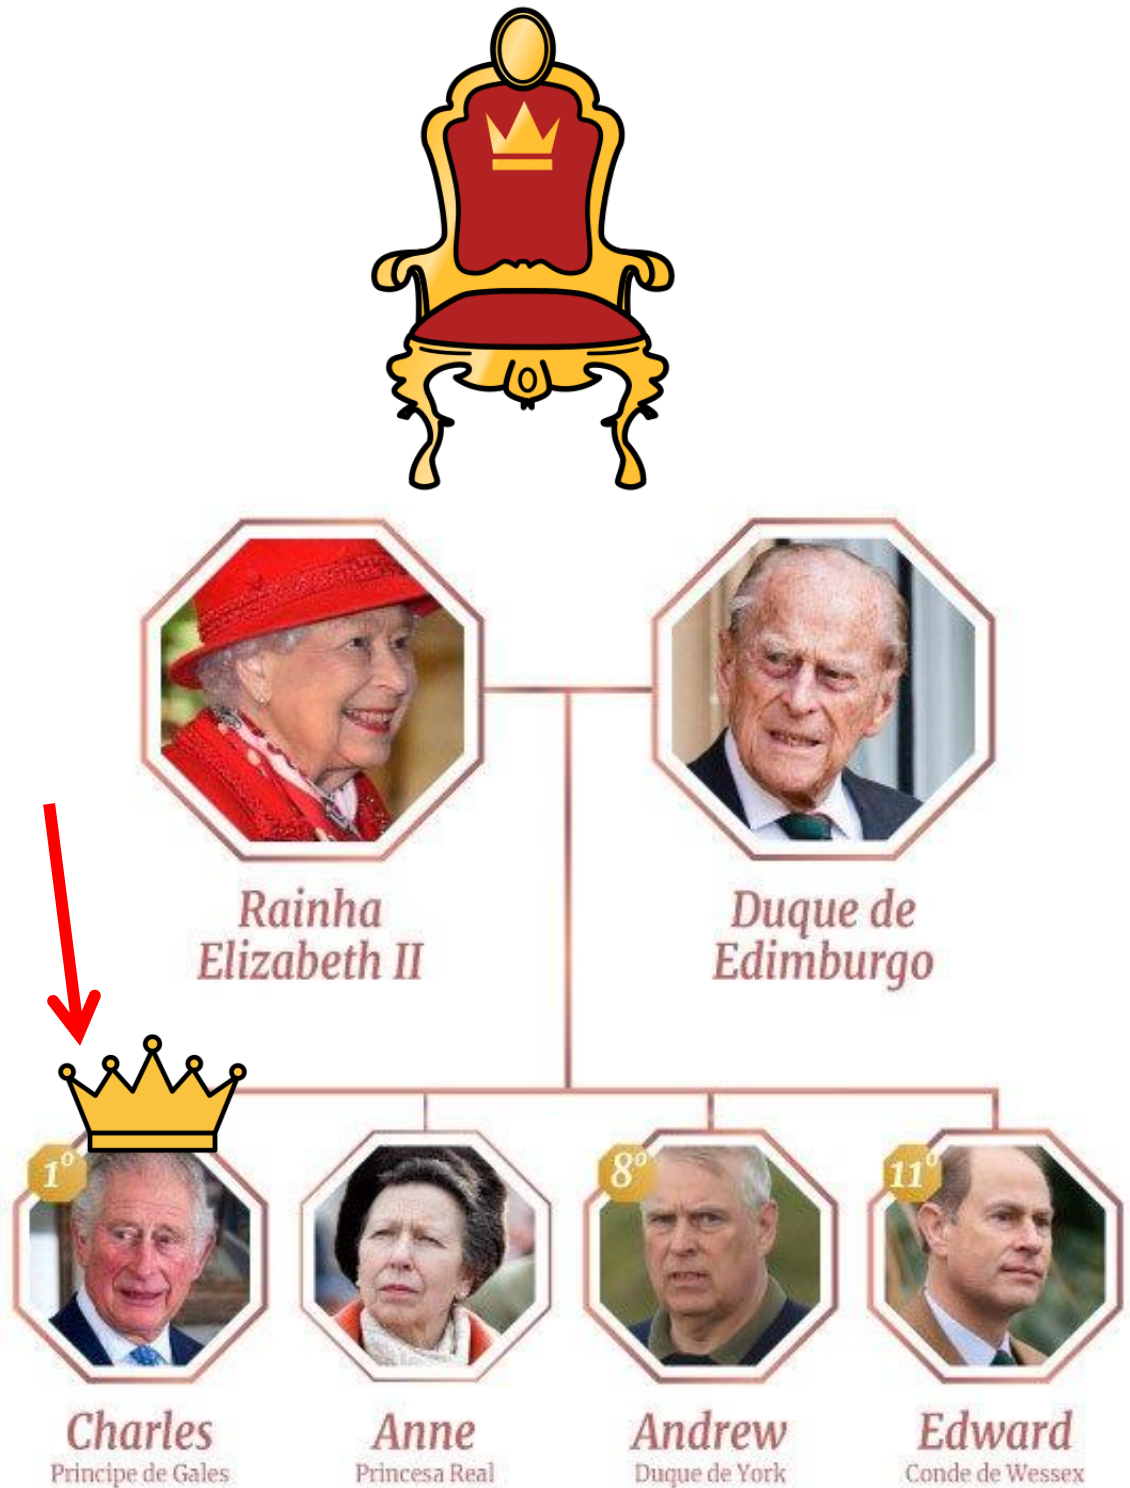 Rainha
Elizabeth II
Duque de
Edimburgo
1º
8º
11º
Charles
Principe de Gales
Anne
Princesa Real
Andrew
Duque de York
Edward
Conde de Wessex